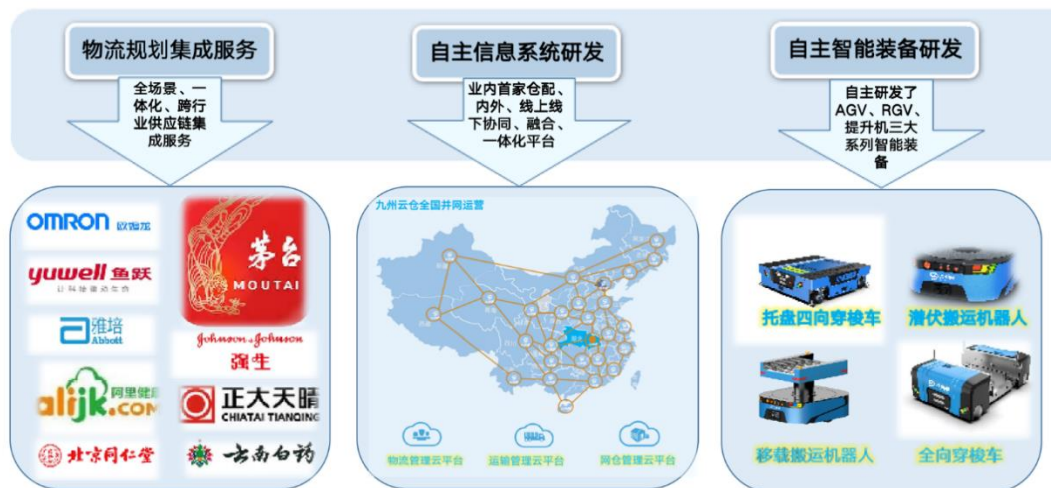 物流规划集成服务
全场景、一
体化、跨行
业供应链集
成服务
OMRON 欧姆龙
yuwell 鱼跃
让科技律动生命
雅培
Abbott
阿里健康
alijk.COM
北京同仁堂
茅台
MOUTAI
Johnson & Johnson
强生
正大天晴
CHIATAI TIANQING
云南白药
自主信息系统研发
业内首家仓配、
内外、线上线
下协同、融合、
一体化平台
九州云仓全国并网运营
物流管理云平台
运输管理云平台
网仓管理云平台
自主智能装备研发
自主研发了
AGV、RGV、
提升机三大
系列智能装
备
托盘四向穿梭车
潜伏搬运机器人
移载搬运机器人
全向穿梭车